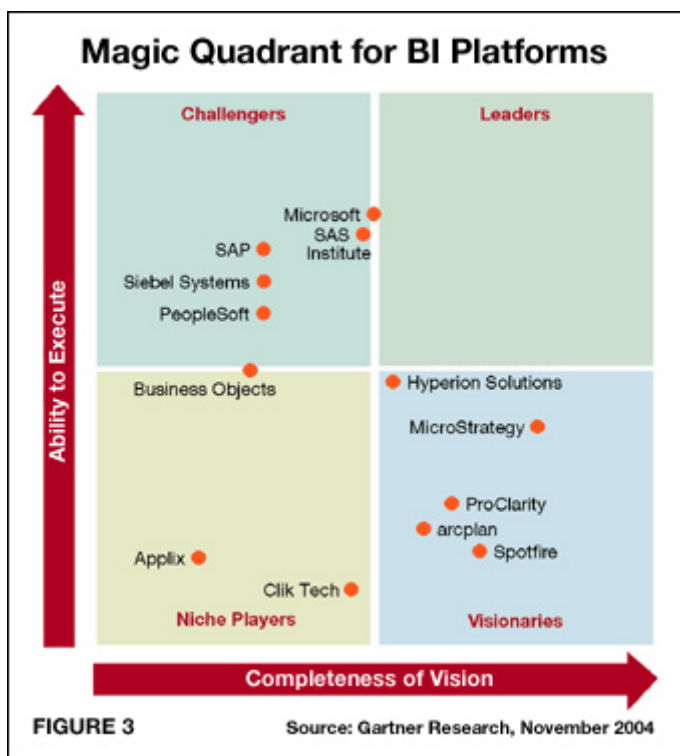 Magic Quadrant for BI Platforms
Challengers
Leaders
Microsoft
SAS
Institute
SAP
Siebel Systems
PeopleSoft
Business Objects
Hyperion Solutions
MicroStrategy
ProClarity
arcplan
Spotfire
Applix
Clik Tech
Niche Players
Visionaries
Ability to Execute
Completeness of Vision
FIGURE 3
Source: Gartner Research, November 2004